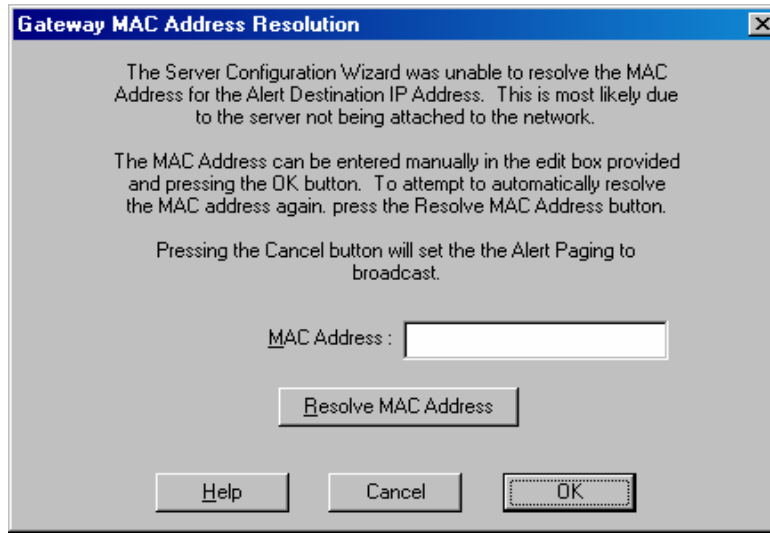 Gateway MAC Address Resolution
The Server Configuration Wizard was unable to resolve the MAC
Address for the Alert Destination IP Address. This is most likely due
to the server not being attached to the network.
The MAC Address can be entered manually in the edit box provided
and pressing the OK button. To attempt to automatically resolve
the MAC address again. press the Resolve MAC Address button.
Pressing the Cancel button will set the the Alert Paging to
broadcast.
MAC Address :
Resolve MAC Address
Help Cancel OK